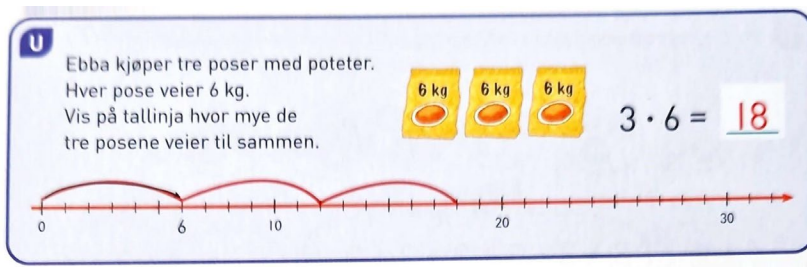 U
Ebba kjøper tre poser med poteter.
Hver pose veier 6 kg.
Vis på tallinja hvor mye de
tre posene veier til sammen.
6 kg 6 kg 6 kg
3 · 6 = 18
0 6 10 20 30